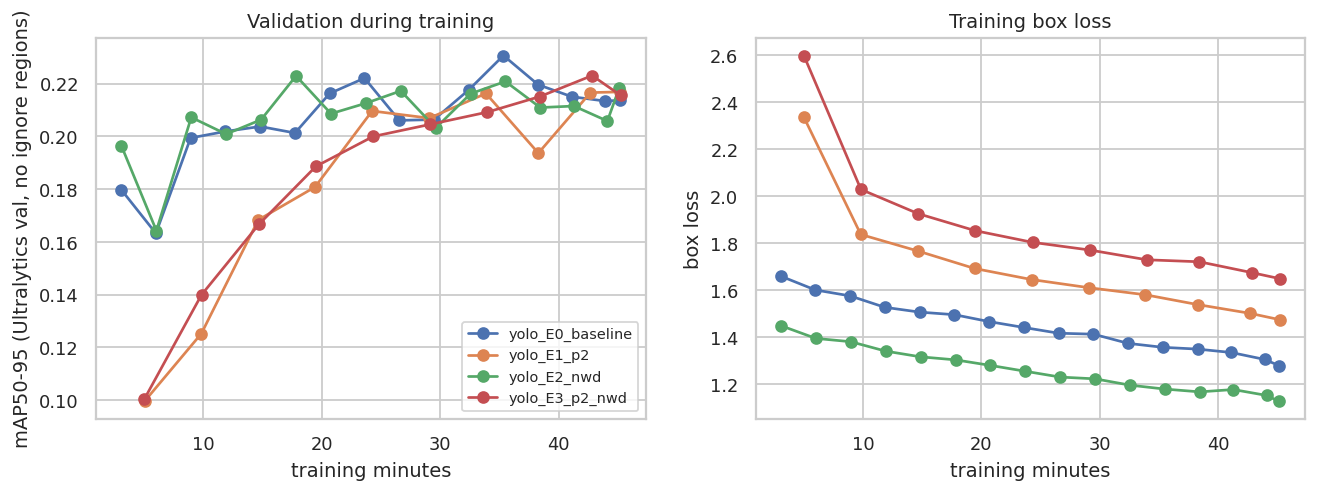 Validation during training
mAP50-95 (Ultralytics val, no ignore regions)
0.22
0.20
0.18
0.16
0.14
0.12
0.10
10
20
30
40
training minutes
yolo_E0_baseline
yolo_E1_p2
yolo_E2_nwd
yolo_E3_p2_nwd
Training box loss
box loss
2.6
2.4
2.2
2.0
1.8
1.6
1.4
1.2
10
20
30
40
training minutes